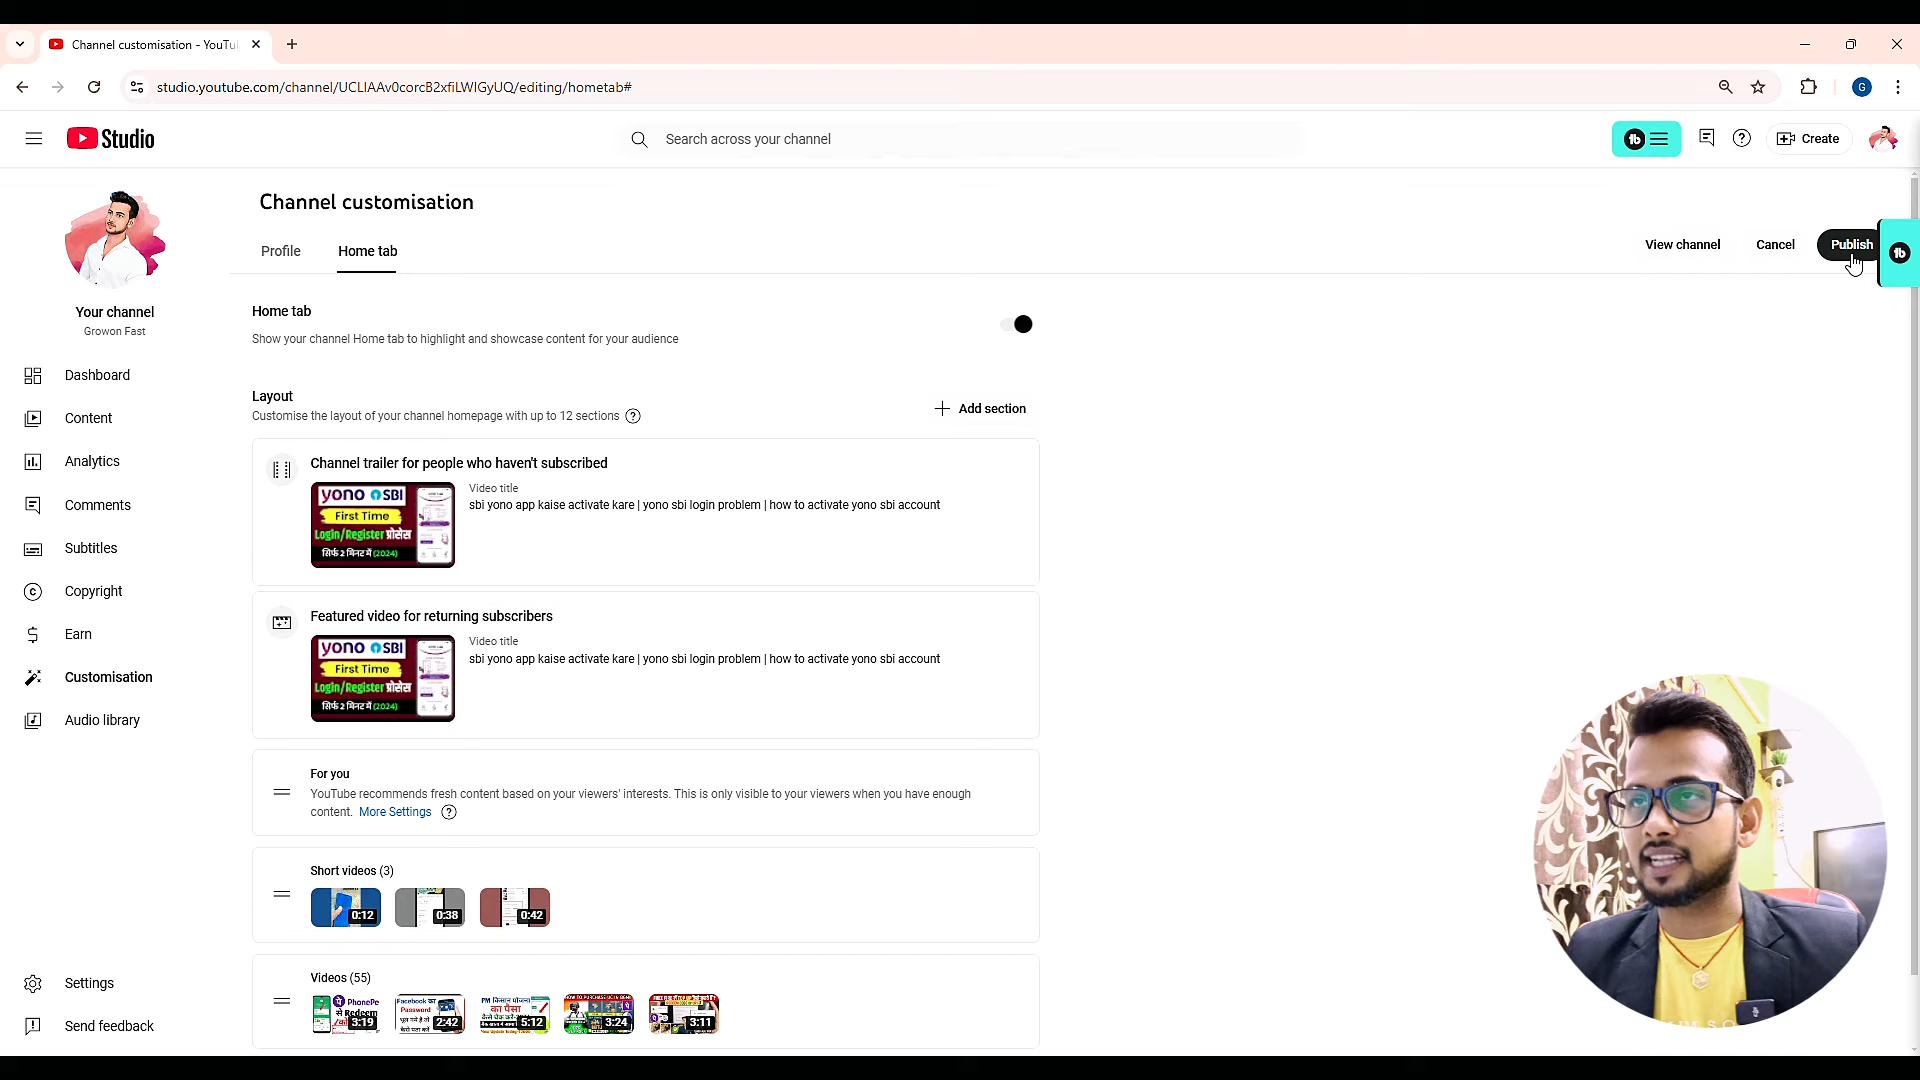 Channel customisation - YouTu
studio.youtube.com/channel/UCLIAAv0corcB2xfiLWIGyUQ/editing/hometab#
G
Studio
Search across your channel
Create
Channel customisation
Profile
Home tab
View channel
Cancel
Publish
Your channel
Growon Fast
Dashboard
Content
Analytics
Comments
Subtitles
Copyright
Earn
Customisation
Audio library
Settings
Send feedback
Home tab
Show your channel Home tab to highlight and showcase content for your audience
Layout
Customise the layout of your channel homepage with up to 12 sections
Add section
Channel trailer for people who haven't subscribed
yono SBI
First Time
Login/Register प्रोसेस
सिर्फ 2 मिनट में (2024)
Video title
sbi yono app kaise activate kare | yono sbi login problem | how to activate yono sbi account
Featured video for returning subscribers
yono SBI
First Time
Login/Register प्रोसेस
सिर्फ 2 मिनट में (2024)
Video title
sbi yono app kaise activate kare | yono sbi login problem | how to activate yono sbi account
For you
YouTube recommends fresh content based on your viewers' interests. This is only visible to your viewers when you have enough
content. More Settings
Short videos (3)
0:12
0:38
0:42
Videos (55)
PhonePe
से Redeem
3:19
Facebook का
Password
2:42
PM किसान योजना
का पैसा
5:12
3:24
3:11